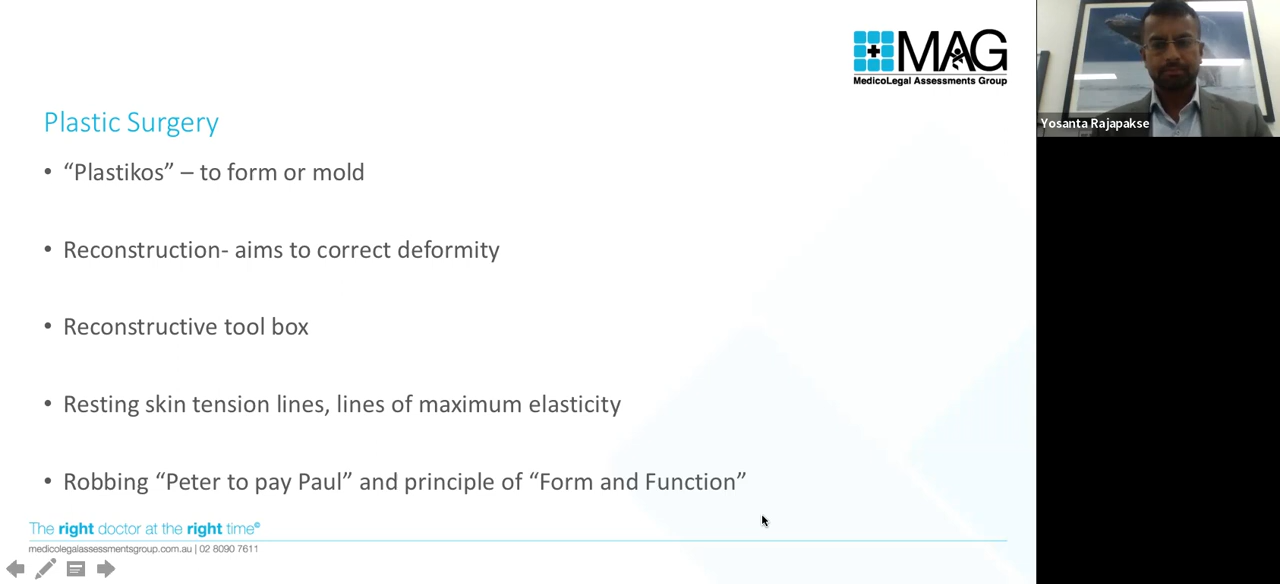 MAG
MedicoLegal Assessments Group
Yosanta Rajapakse
Plastic Surgery
• “Plastikos” – to form or mold
• Reconstruction- aims to correct deformity
• Reconstructive tool box
• Resting skin tension lines, lines of maximum elasticity
• Robbing “Peter to pay Paul” and principle of “Form and Function”
The right doctor at the right time©
medicolegalassessmentsgroup.com.au | 02 8090 7611